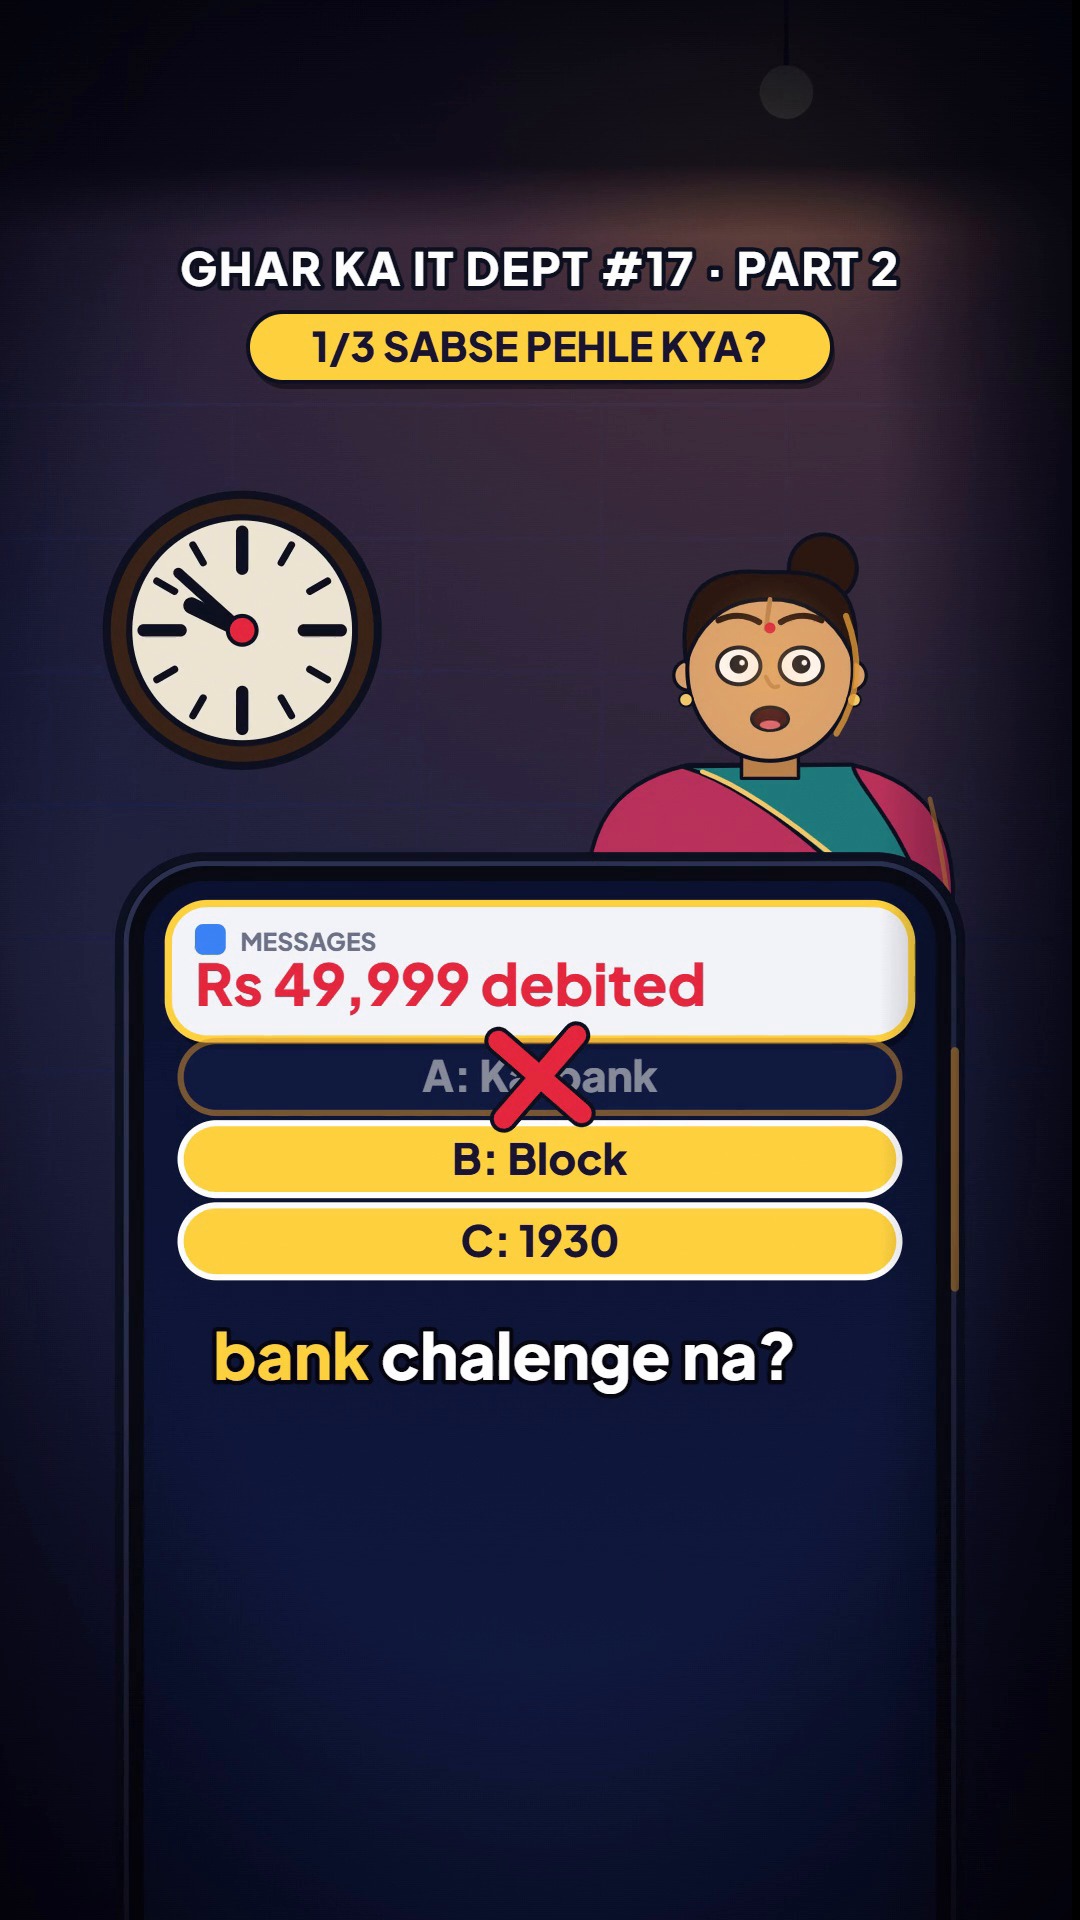 GHAR KA IT DEPT #17 · PART 2
1/3 SABSE PEHLE KYA?
MESSAGES
Rs 49,999 debited
A: bank
B: Block
C: 1930
bank chalenge na?